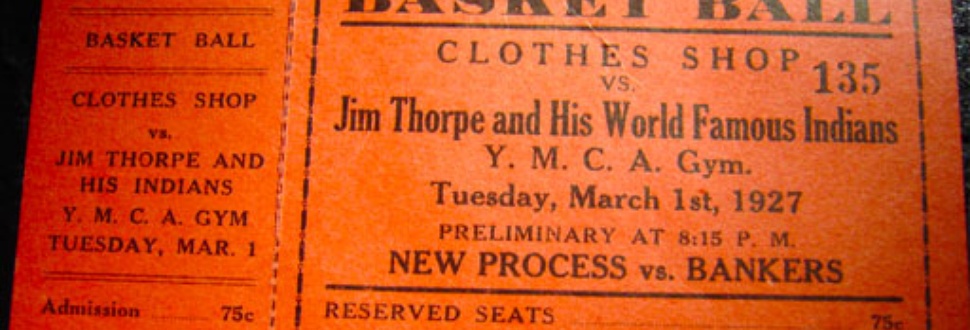 BASKET BALL
CLOTHES SHOP
vs.
JIM THORPE AND
HIS INDIANS
Y. M. C. A. GYM
TUESDAY, MAR. 1
Admission 75c
BASKET BALL
CLOTHES SHOP 135
VS.
Jim Thorpe and His World Famous Indians
Y. M. C. A. Gym.
Tuesday, March 1st, 1927
PRELIMINARY AT 8:15 P. M.
NEW PROCESS vs. BANKERS
RESERVED SEATS 75c